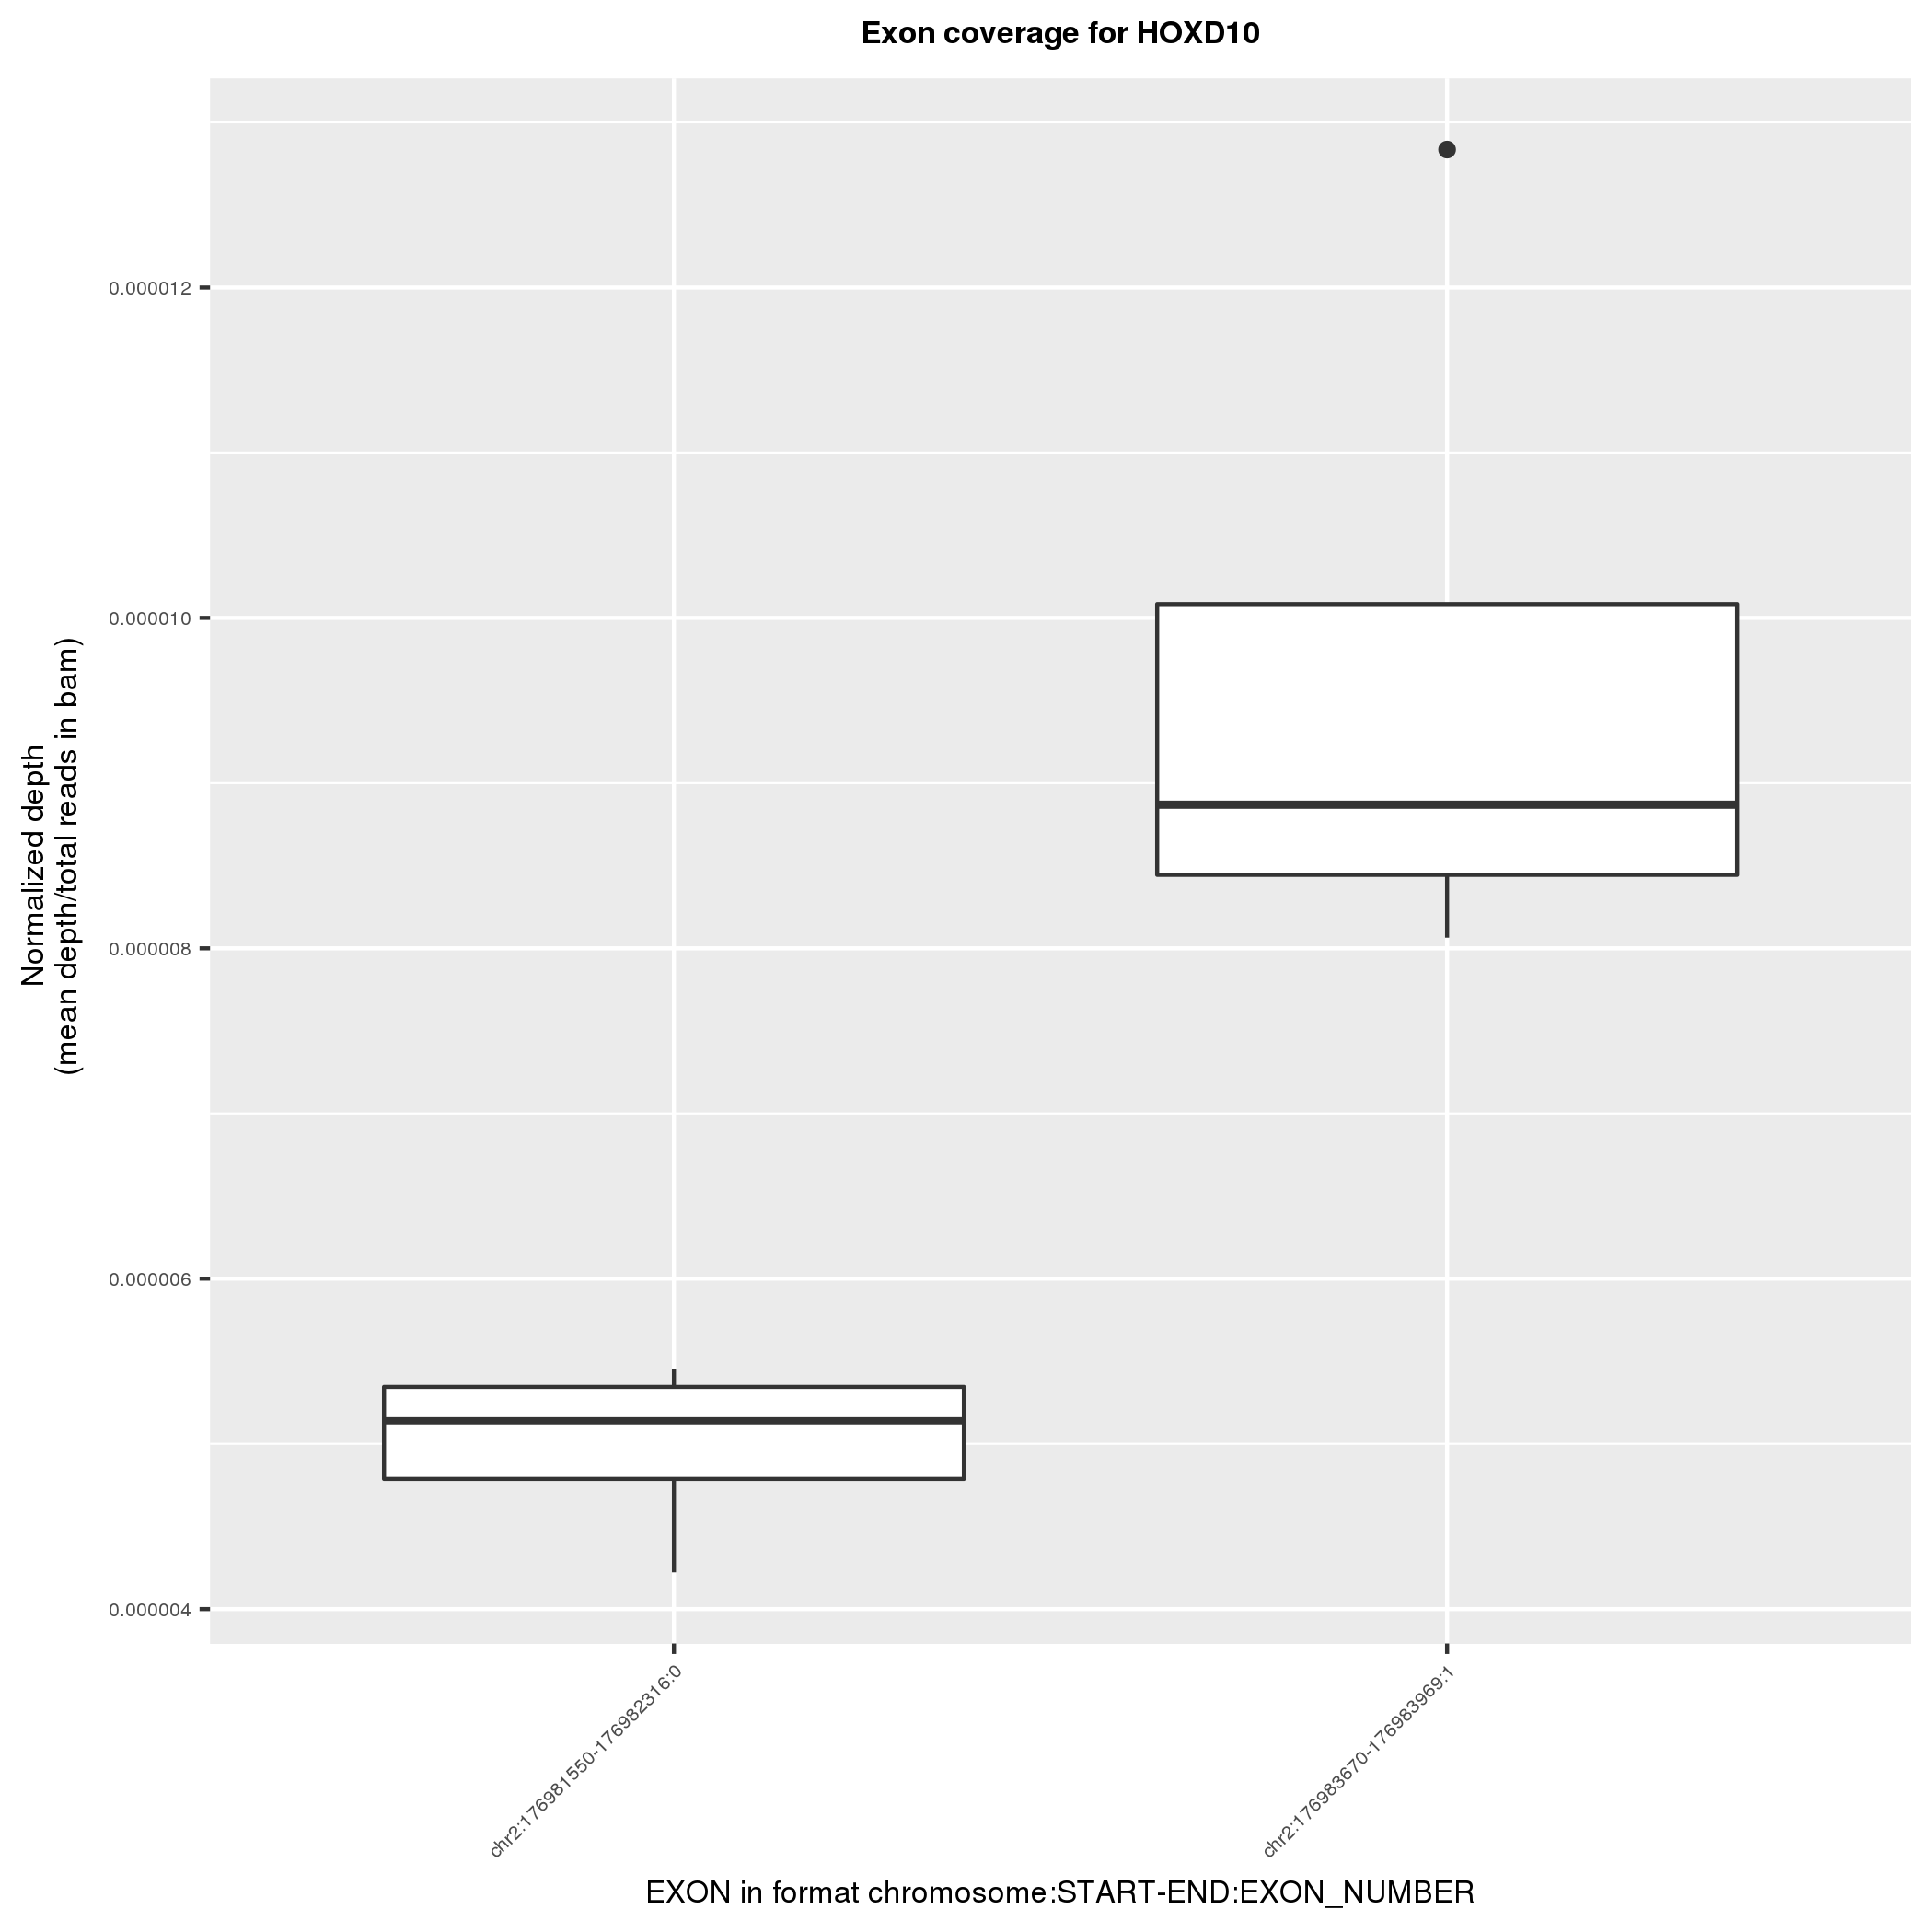 Exon coverage for HOXD10
Normalized depth
(mean depth/total reads in bam)
0.000012
0.000010
0.000008
0.000006
0.000004
chr2:176981550-176982316:0
chr2:176983670-176983969:1
EXON in format chromosome:START-END:EXON_NUMBER